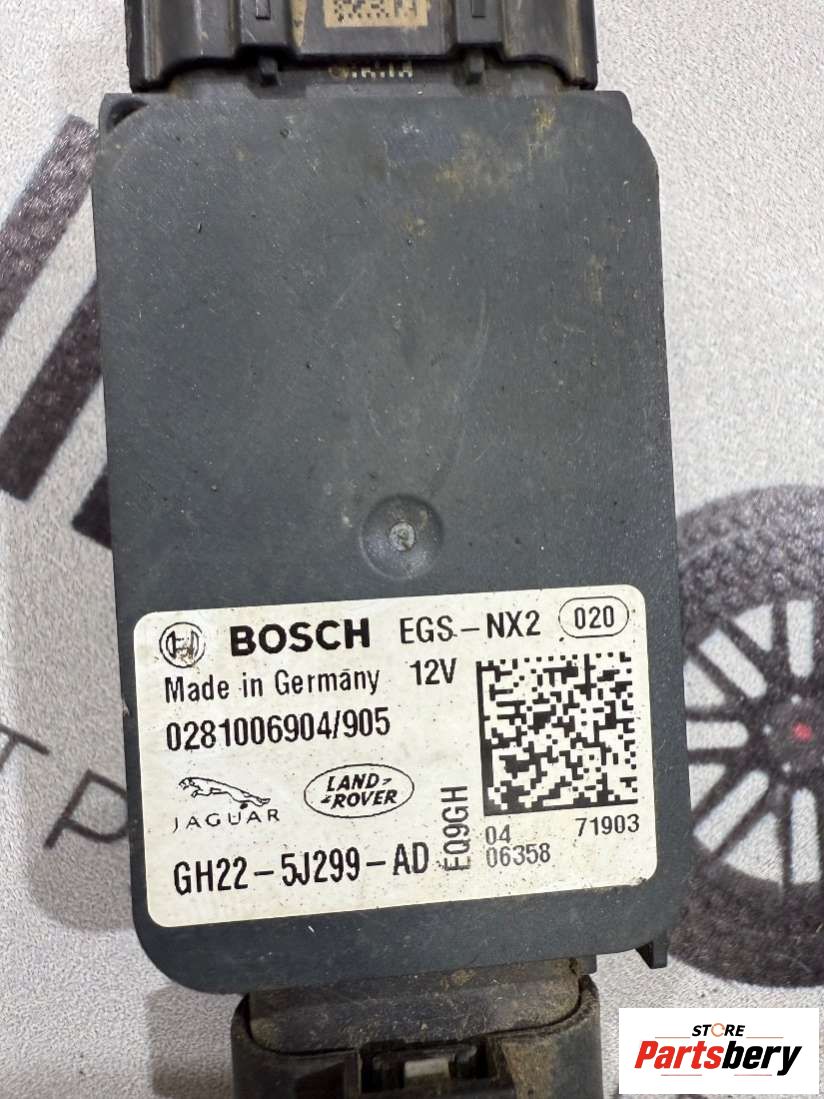 BOSCH EGS-NX2 020
Made in Germany 12V
0281006904/905
JAGUAR
LAND-
-ROVER
GH22-5J299-AD
EQ9GH
04 71903
06358
STORE
Partsbery